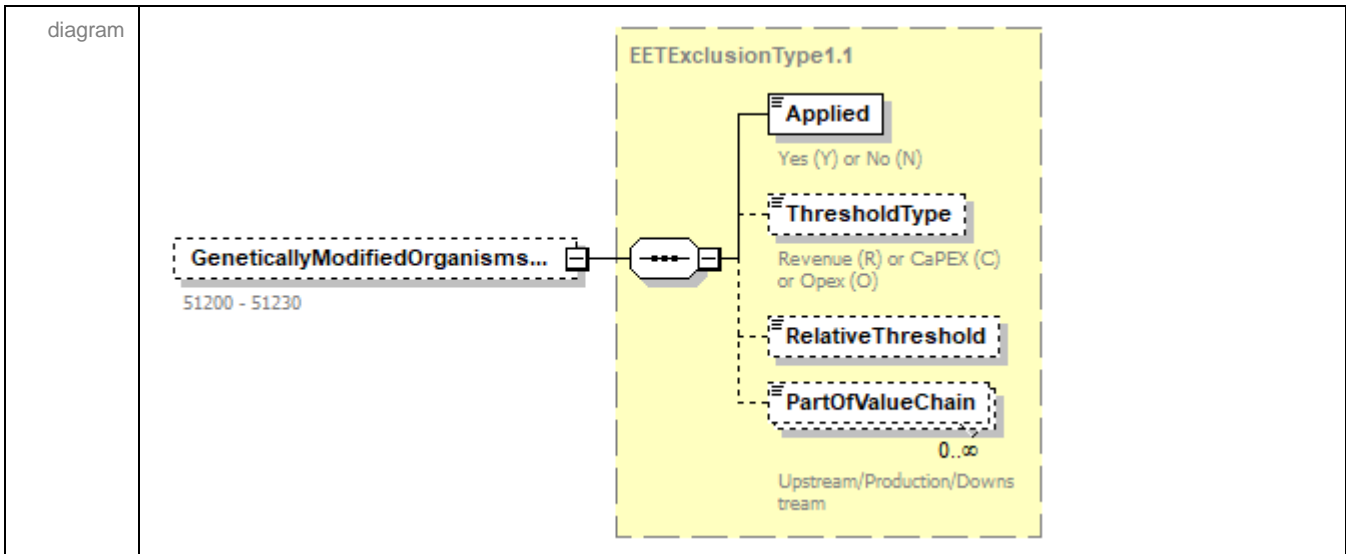 diagram
EETExclusionType1.1
Applied
Yes (Y) or No (N)
ThresholdType
Revenue (R) or CaPEX (C)
or Opex (O)
GeneticallyModifiedOrganisms...
51200 - 51230
RelativeThreshold
PartOfValueChain
0..∞
Upstream/Production/Downs
tream